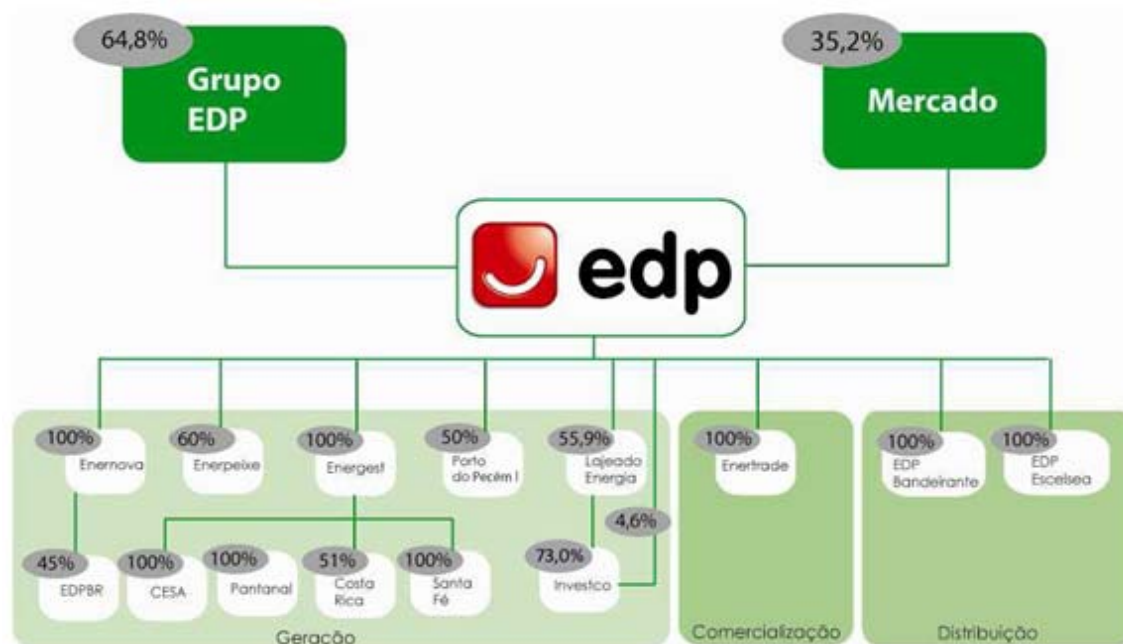 64,8%
Grupo
EDP
35,2%
Mercado
edp
100%
Enernova
60%
Enerpeixe
100%
Energest
50%
Porto
do Pecém I
55,9%
Lajeado
Energia
100%
Enertrade
100%
EDP
Bandeirante
100%
EDP
Escelsea
4,6%
45%
EDPBR
100%
CESA
100%
Pantanal
51%
Costa
Rica
100%
Santa
Fé
73,0%
Investco
Geração
Comercialização
Distribuição